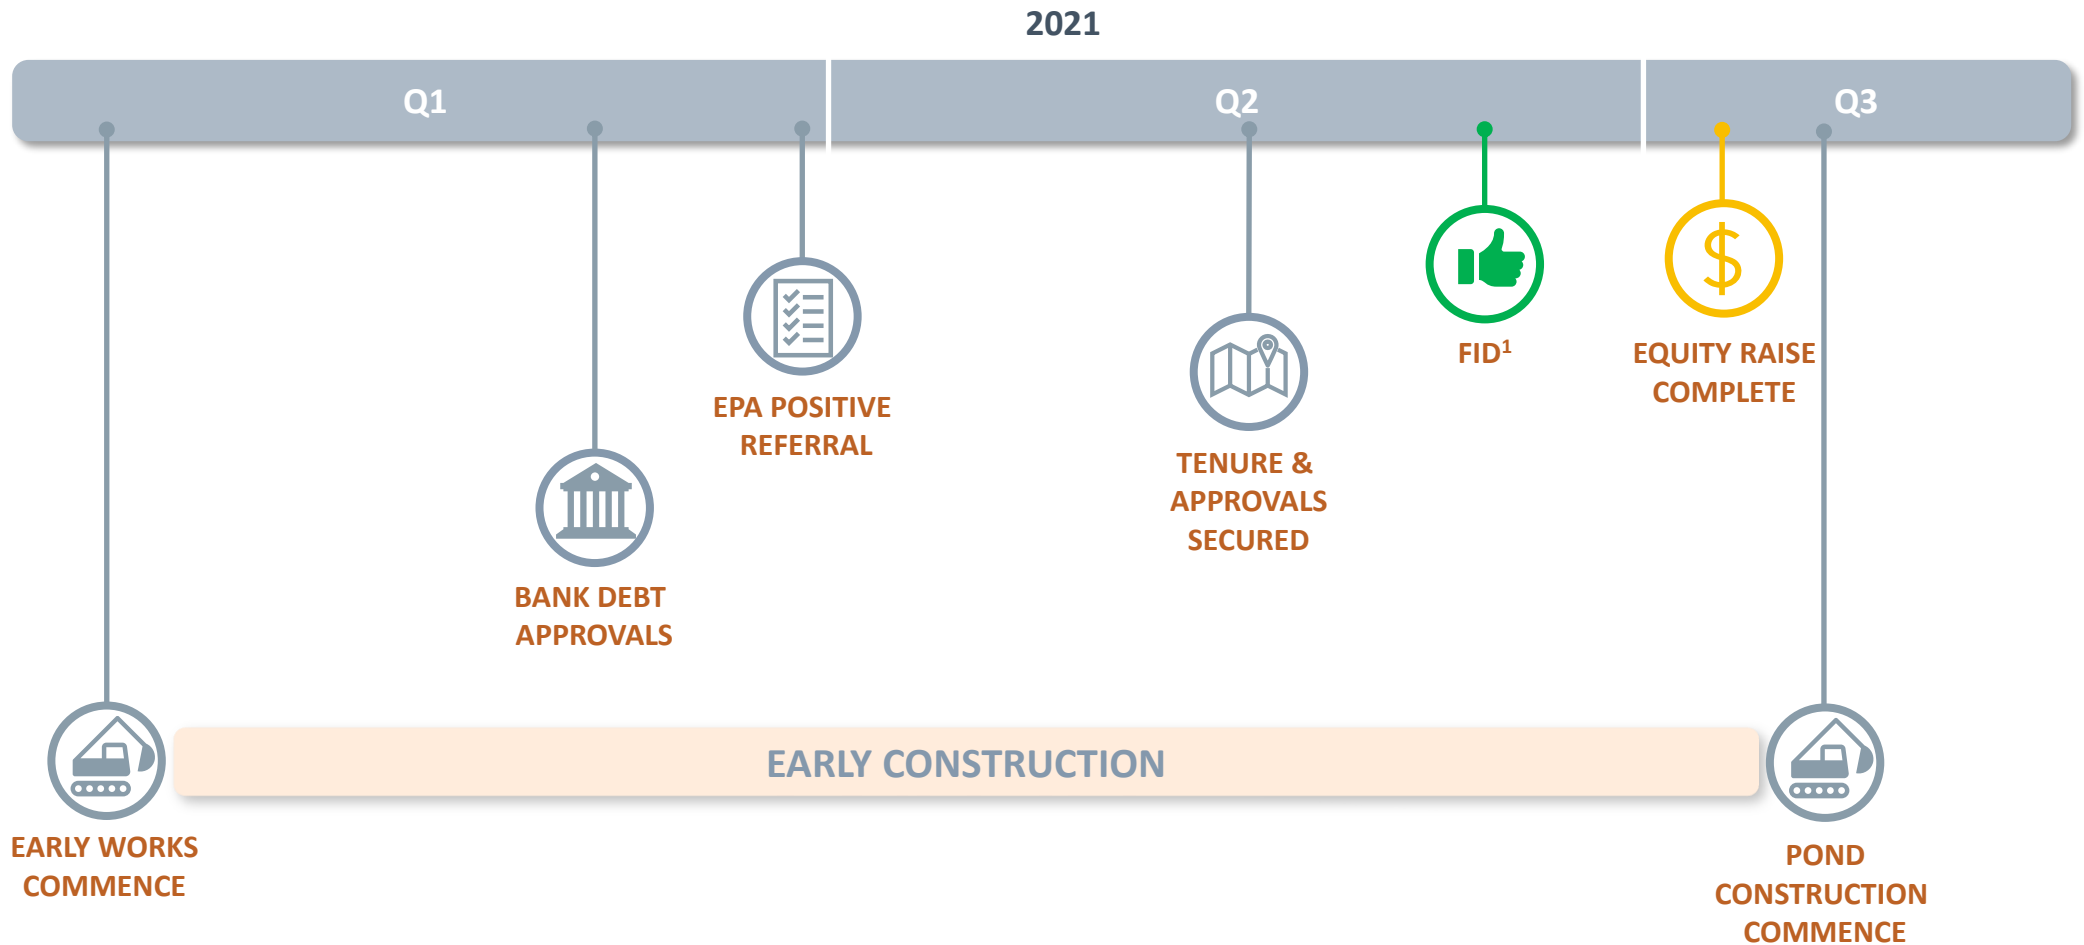 2021
Q1
Q2
Q3
EPA POSITIVE
REFERRAL
BANK DEBT
APPROVALS
TENURE &
APPROVALS
SECURED
FID¹
EQUITY RAISE
COMPLETE
EARLY CONSTRUCTION
EARLY WORKS
COMMENCE
POND
CONSTRUCTION
COMMENCE